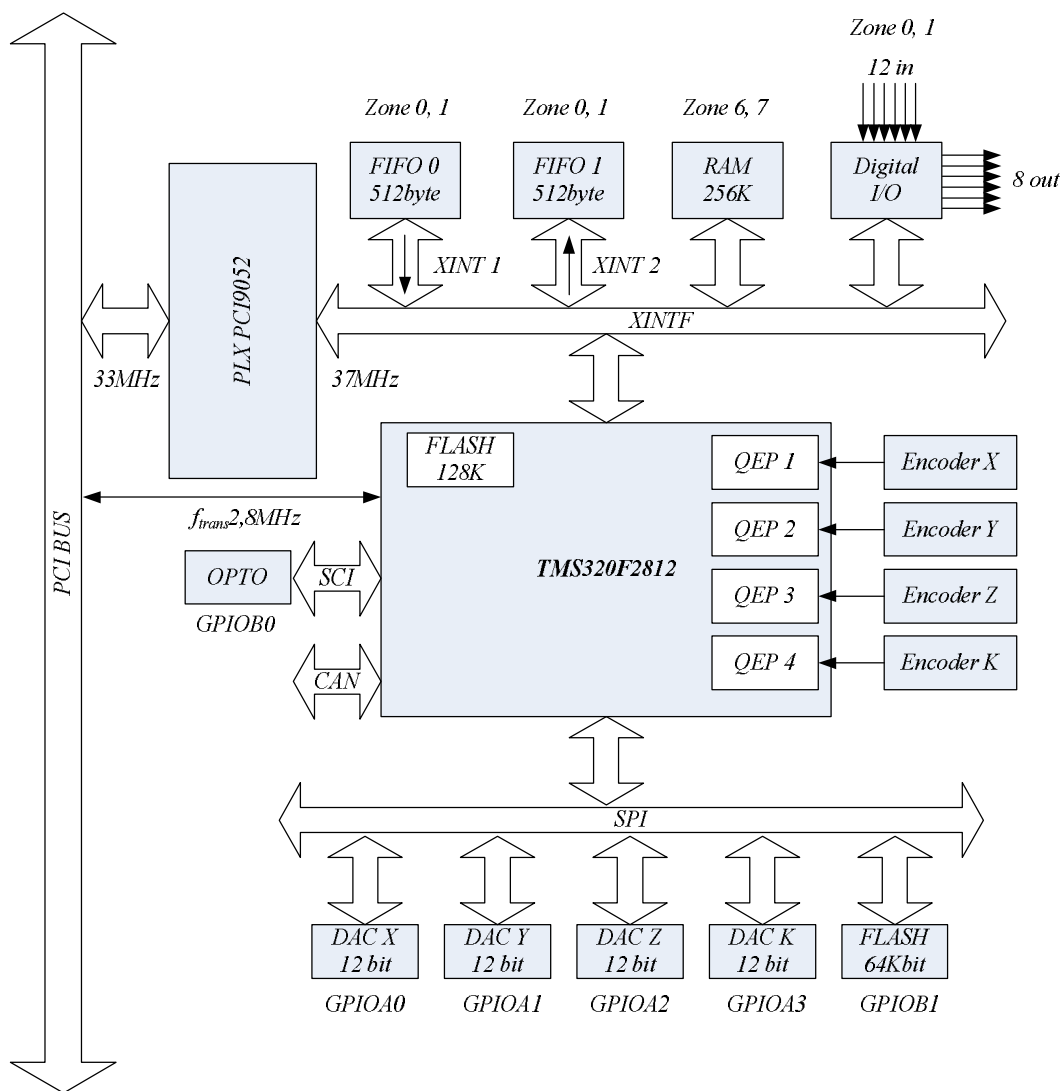 Zone 0, 1
12 in
Zone 0, 1
Zone 0, 1
Zone 6, 7
FIFO 0
512byte
FIFO 1
512byte
RAM
256K
Digital
I/O
8 out
XINT 1
XINT 2
XINTF
PLX PCI9052
33MHz
37MHz
FLASH
128K
QEP 1
Encoder X
f_trans 2,8MHz
QEP 2
Encoder Y
PCI BUS
OPTO
SCI
TMS320F2812
QEP 3
Encoder Z
GPIOB0
QEP 4
Encoder K
CAN
SPI
DAC X
12 bit
DAC Y
12 bit
DAC Z
12 bit
DAC K
12 bit
FLASH
64Kbit
GPIOA0
GPIOA1
GPIOA2
GPIOA3
GPIOB1